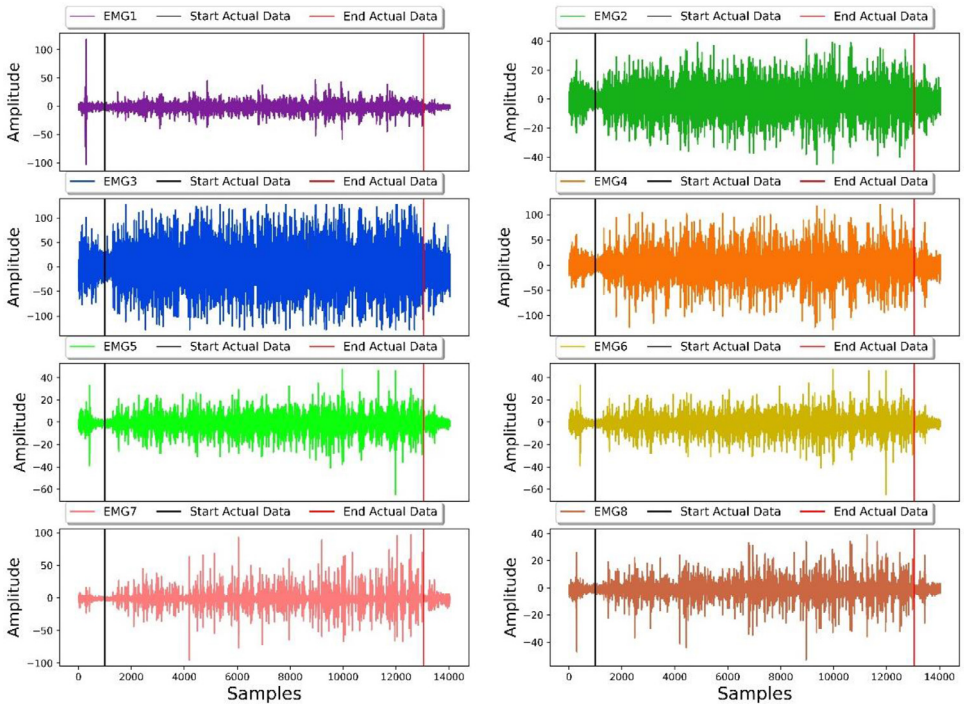 EMG1 Start Actual Data End Actual Data
EMG2 Start Actual Data End Actual Data
Amplitude
100
50
0
−50
−100
Amplitude
40
20
0
−20
−40
EMG3 Start Actual Data End Actual Data
EMG4 Start Actual Data End Actual Data
Amplitude
100
50
0
−50
−100
Amplitude
100
50
0
−50
−100
EMG5 Start Actual Data End Actual Data
EMG6 Start Actual Data End Actual Data
Amplitude
40
20
0
−20
−40
−60
Amplitude
40
20
0
−20
−40
−60
EMG7 Start Actual Data End Actual Data
EMG8 Start Actual Data End Actual Data
Amplitude
100
50
0
−50
−100
Amplitude
40
20
0
−20
−40
0 2000 4000 6000 8000 10000 12000 14000
0 2000 4000 6000 8000 10000 12000 14000
Samples
Samples